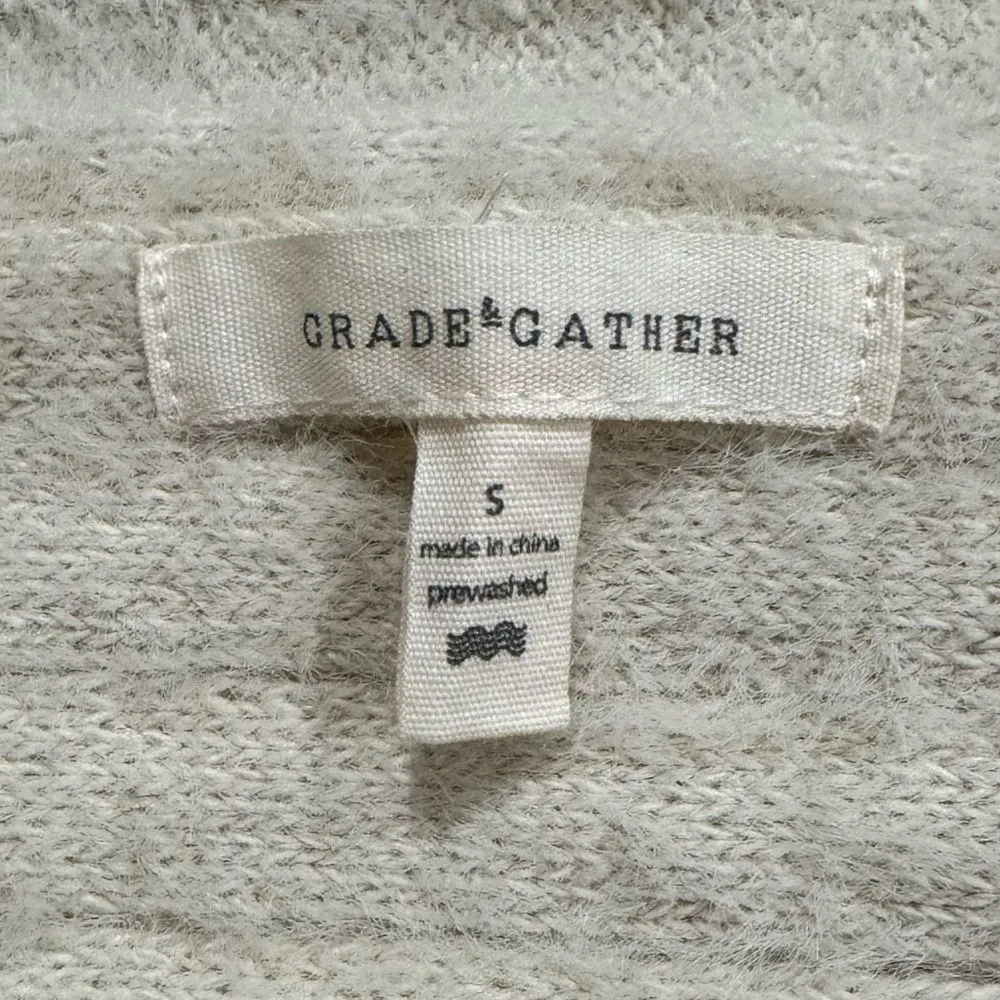 GRADE & GATHER
S
made in china
prewashed